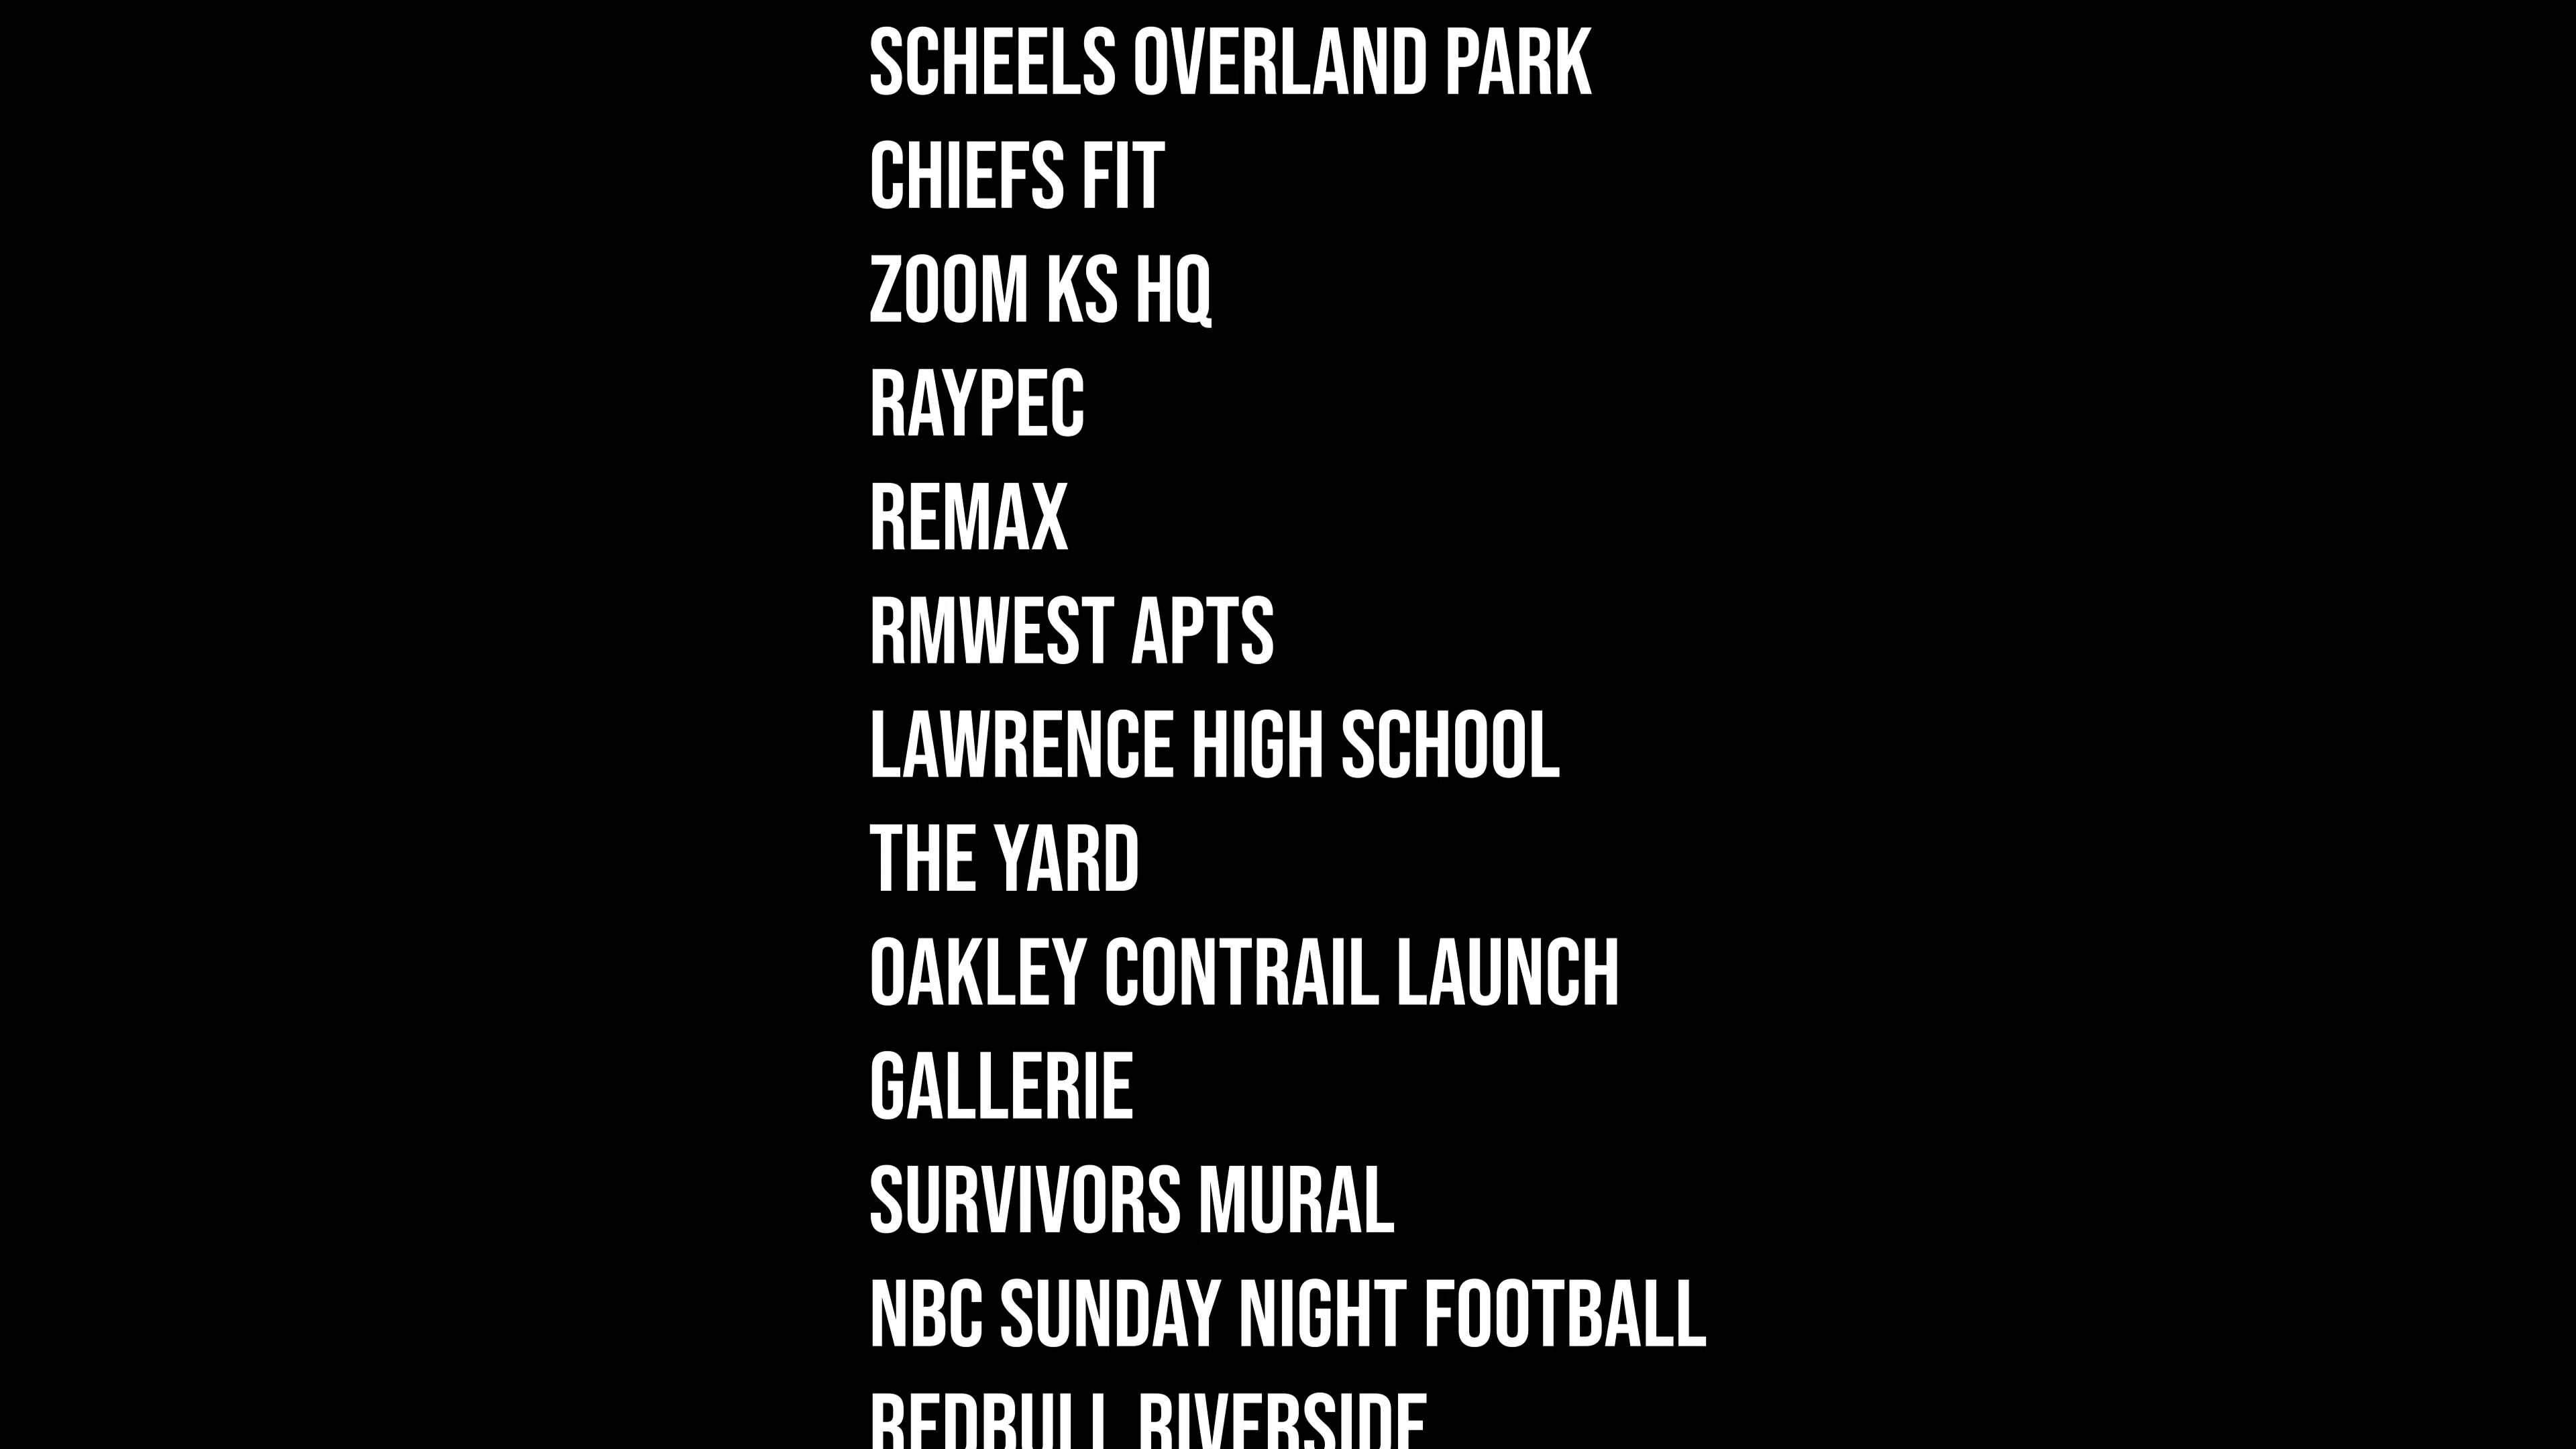 SCHEELS OVERLAND PARK
CHIEFS FIT
ZOOM KS HQ
RAYPEC
REMAX
RMWEST APTS
LAWRENCE HIGH SCHOOL
THE YARD
OAKLEY CONTRAIL LAUNCH
GALLERIE
SURVIVORS MURAL
NBC SUNDAY NIGHT FOOTBALL
REDBULL RIVERSIDE